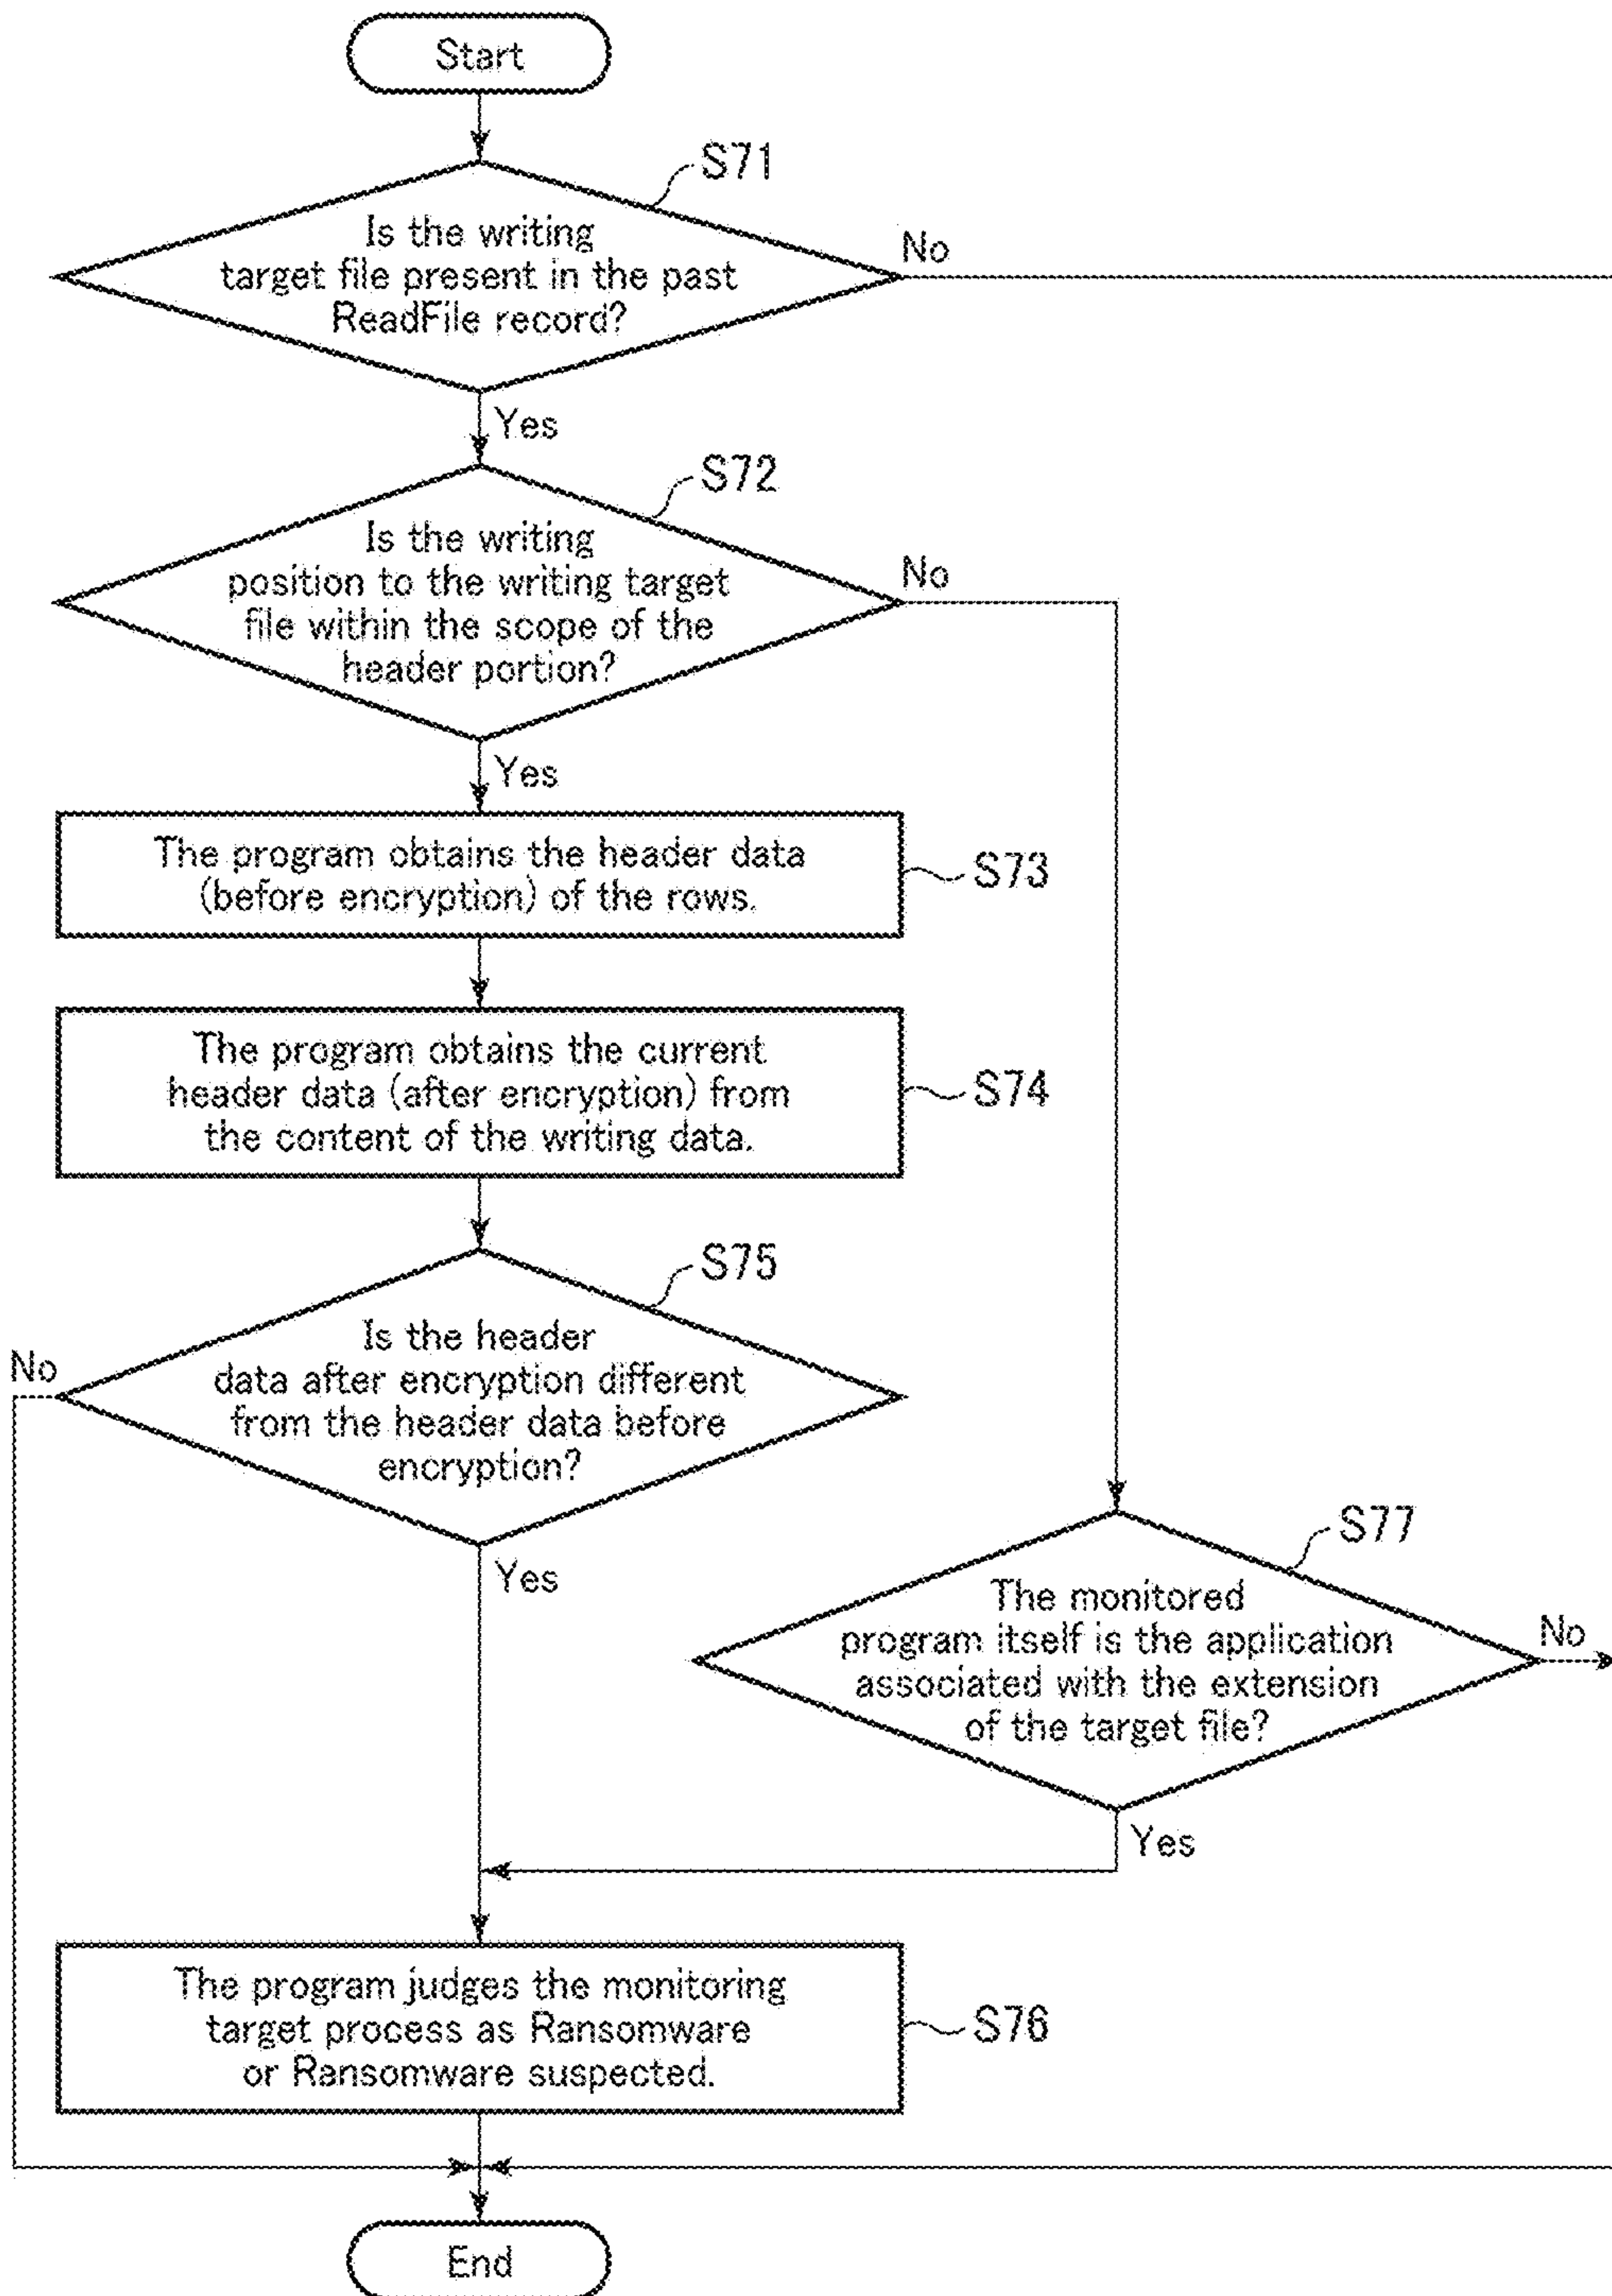 Start
S71
Is the writing
target file present in the past
ReadFile record?
No
Yes
S72
Is the writing
position to the writing target
file within the scope of the
header portion?
No
Yes
The program obtains the header data
(before encryption) of the rows.
S73
The program obtains the current
header data (after encryption) from
the content of the writing data.
S74
S75
Is the header
data after encryption different
from the header data before
encryption?
No
Yes
S77
The monitored
program itself is the application
associated with the extension
of the target file?
No
Yes
The program judges the monitoring
target process as Ransomware
or Ransomware suspected.
S76
End